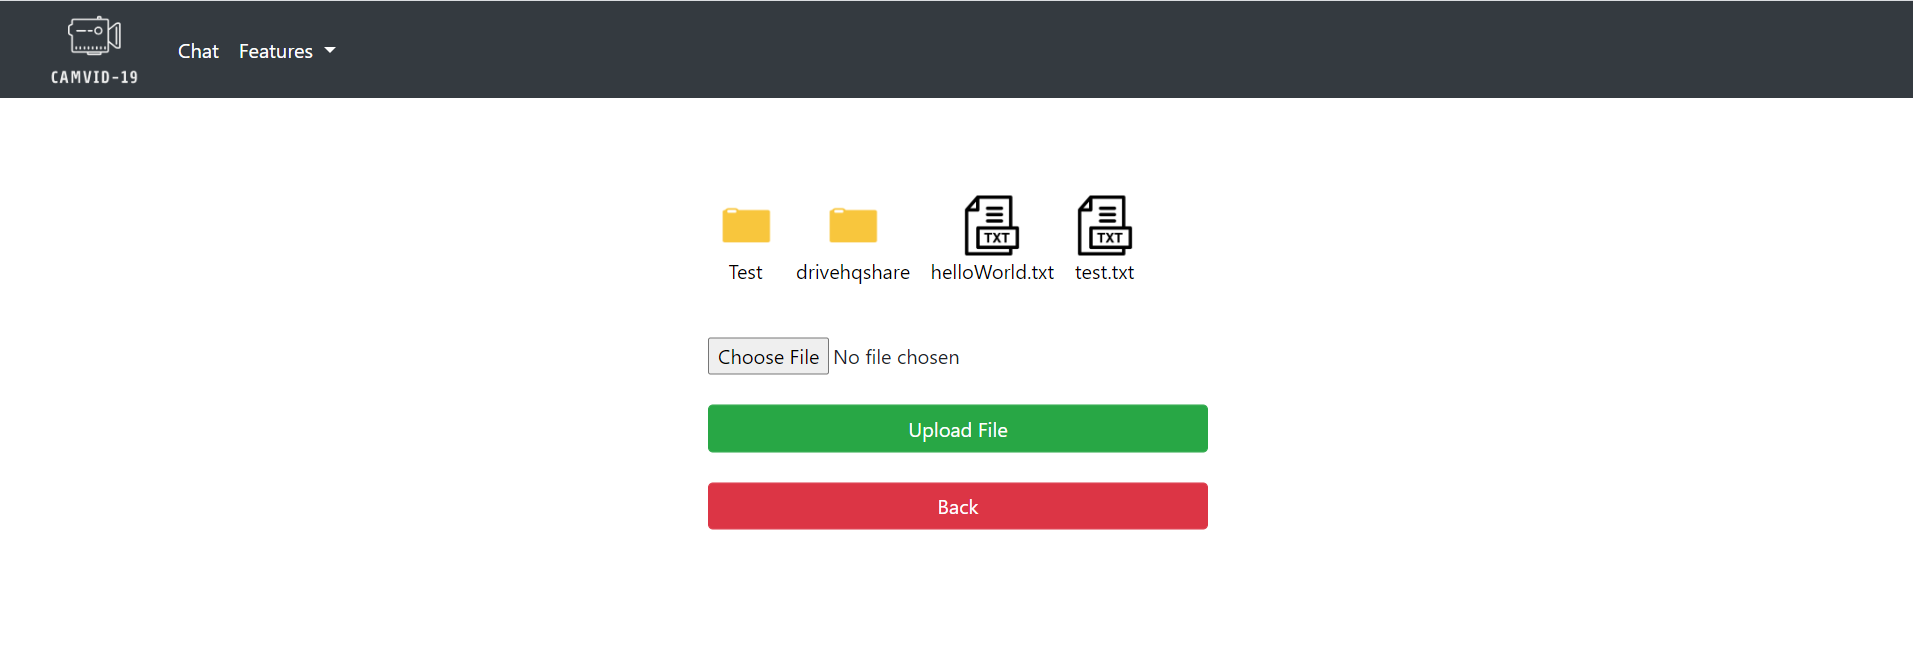 CAMVID-19
Chat Features
TXT TXT
Test drivehqshare helloWorld.txt test.txt
Choose File No file chosen
Upload File
Back